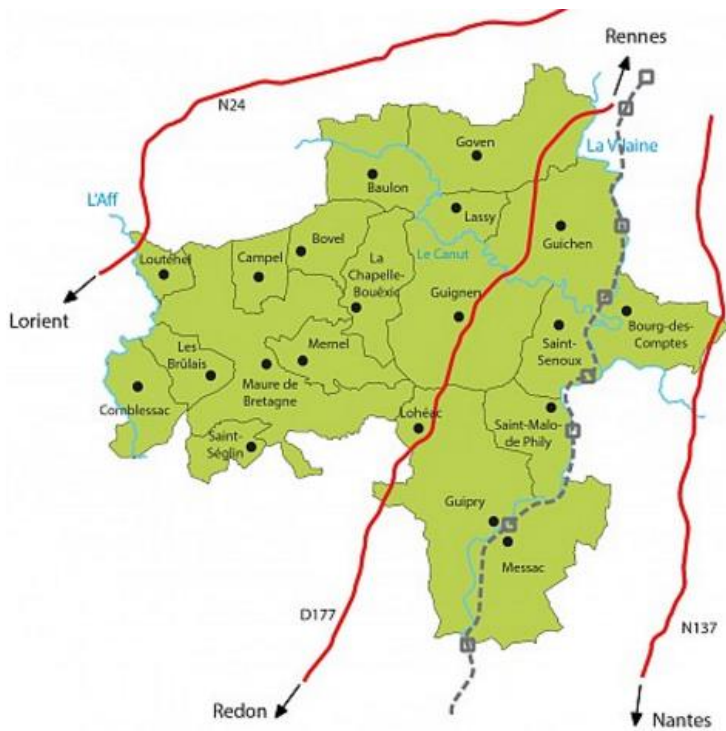 Rennes
N24
Goven
La Vilaine
Baulon
L'Aff
Lassy
Bovel
Guichen
Loutehel
Campel
La
Chapelle-
Bouëxic
Le Canut
Guignen
Lorient
Bourg-des-
Comptes
Les
Brûlais
Mernel
Saint-
Senoux
Maure de
Bretagne
Comblessac
Lohéac
Saint-Malo-
de Phily
Saint-
Séglin
Guipry
Messac
D177
N137
Redon
Nantes